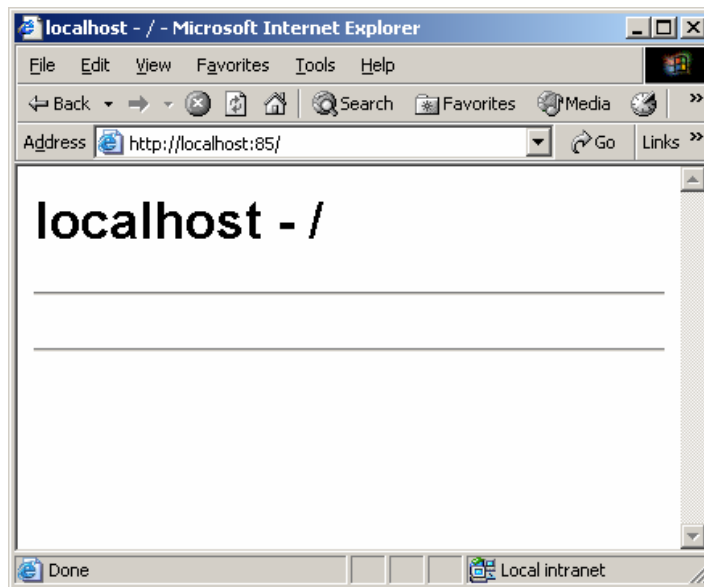 localhost - / - Microsoft Internet Explorer
File Edit View Favorites Tools Help
Back Search Favorites Media »
Address http://localhost:85/ Go Links »
localhost - /
Done Local intranet